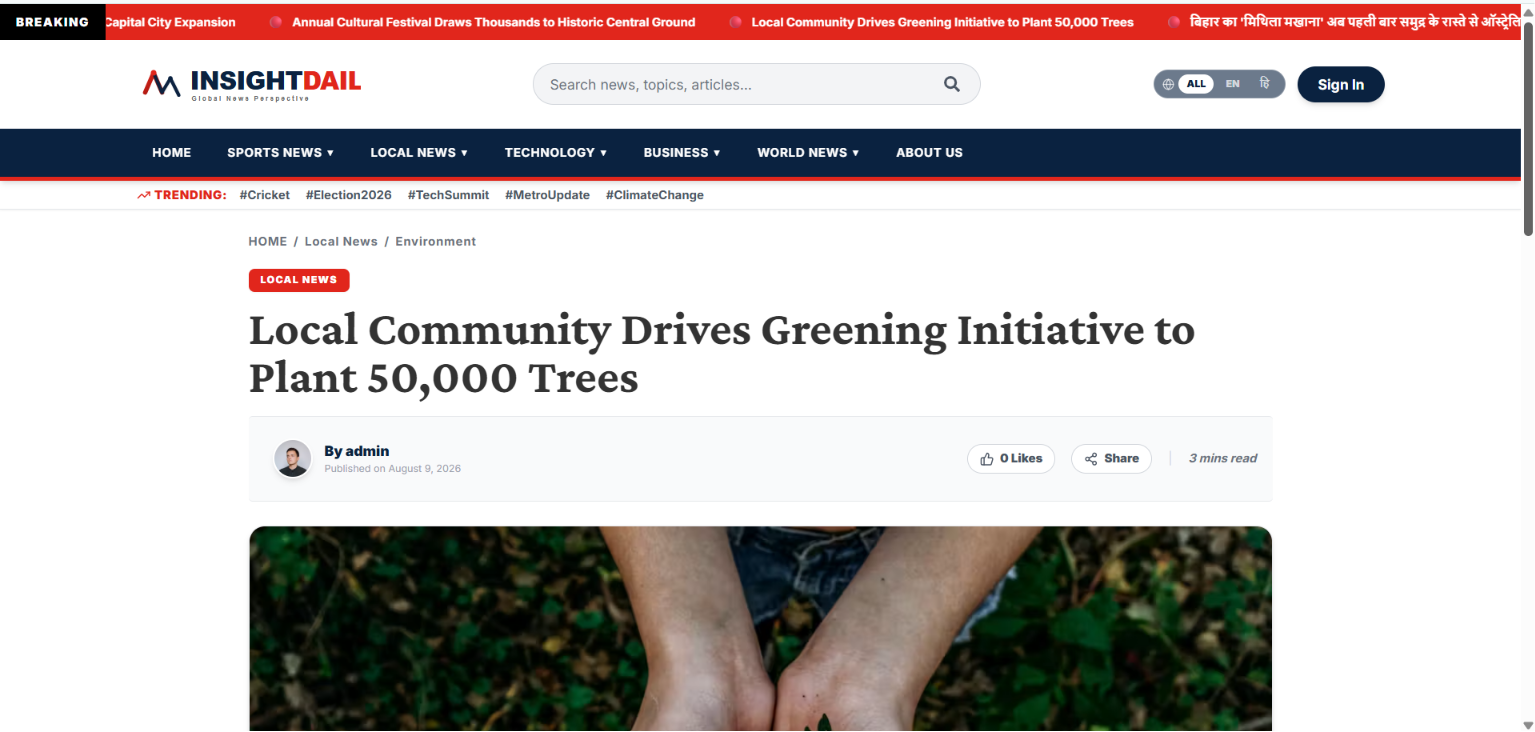 BREAKING
Capital City Expansion
Annual Cultural Festival Draws Thousands to Historic Central Ground
Local Community Drives Greening Initiative to Plant 50,000 Trees
बिहार का 'मिथिला मखाना' अब पहली बार समुद्र के रास्ते से
INSIGHTDAIL
Global News Perspective
Search news, topics, articles...
ALL EN हि
Sign In
HOME SPORTS NEWS ▼ LOCAL NEWS ▼ TECHNOLOGY ▼ BUSINESS ▼ WORLD NEWS ▼ ABOUT US
TRENDING: #Cricket #Election2026 #TechSummit #MetroUpdate #ClimateChange
HOME / Local News / Environment
LOCAL NEWS
Local Community Drives Greening Initiative to
Plant 50,000 Trees
By admin
Published on August 9, 2026
0 Likes
Share
3 mins read